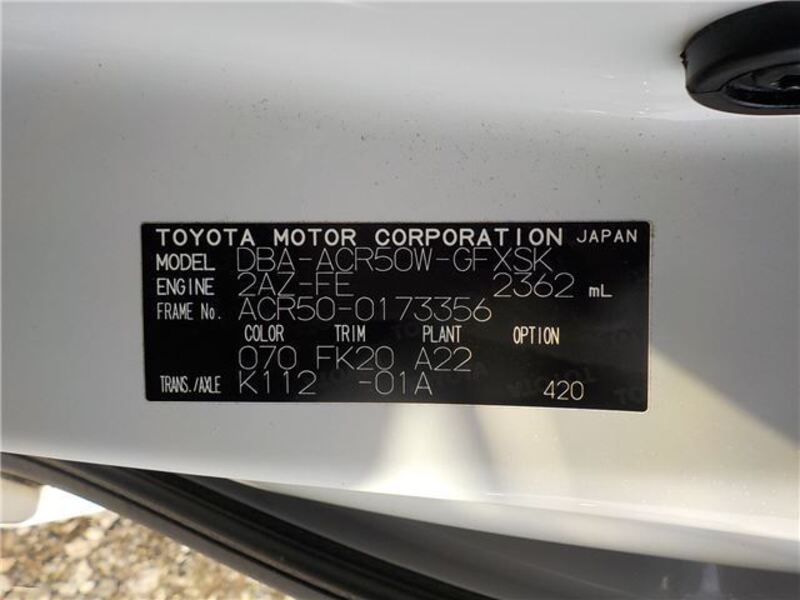 TOYOTA MOTOR CORPORATION JAPAN
MODEL DBA-ACR50W-GFXSK
ENGINE 2AZ-FE 2362 mL
FRAME No. ACR50-0173356
COLOR TRIM PLANT OPTION
070 FK20 A22
TRANS./AXLE K112 -01A 420